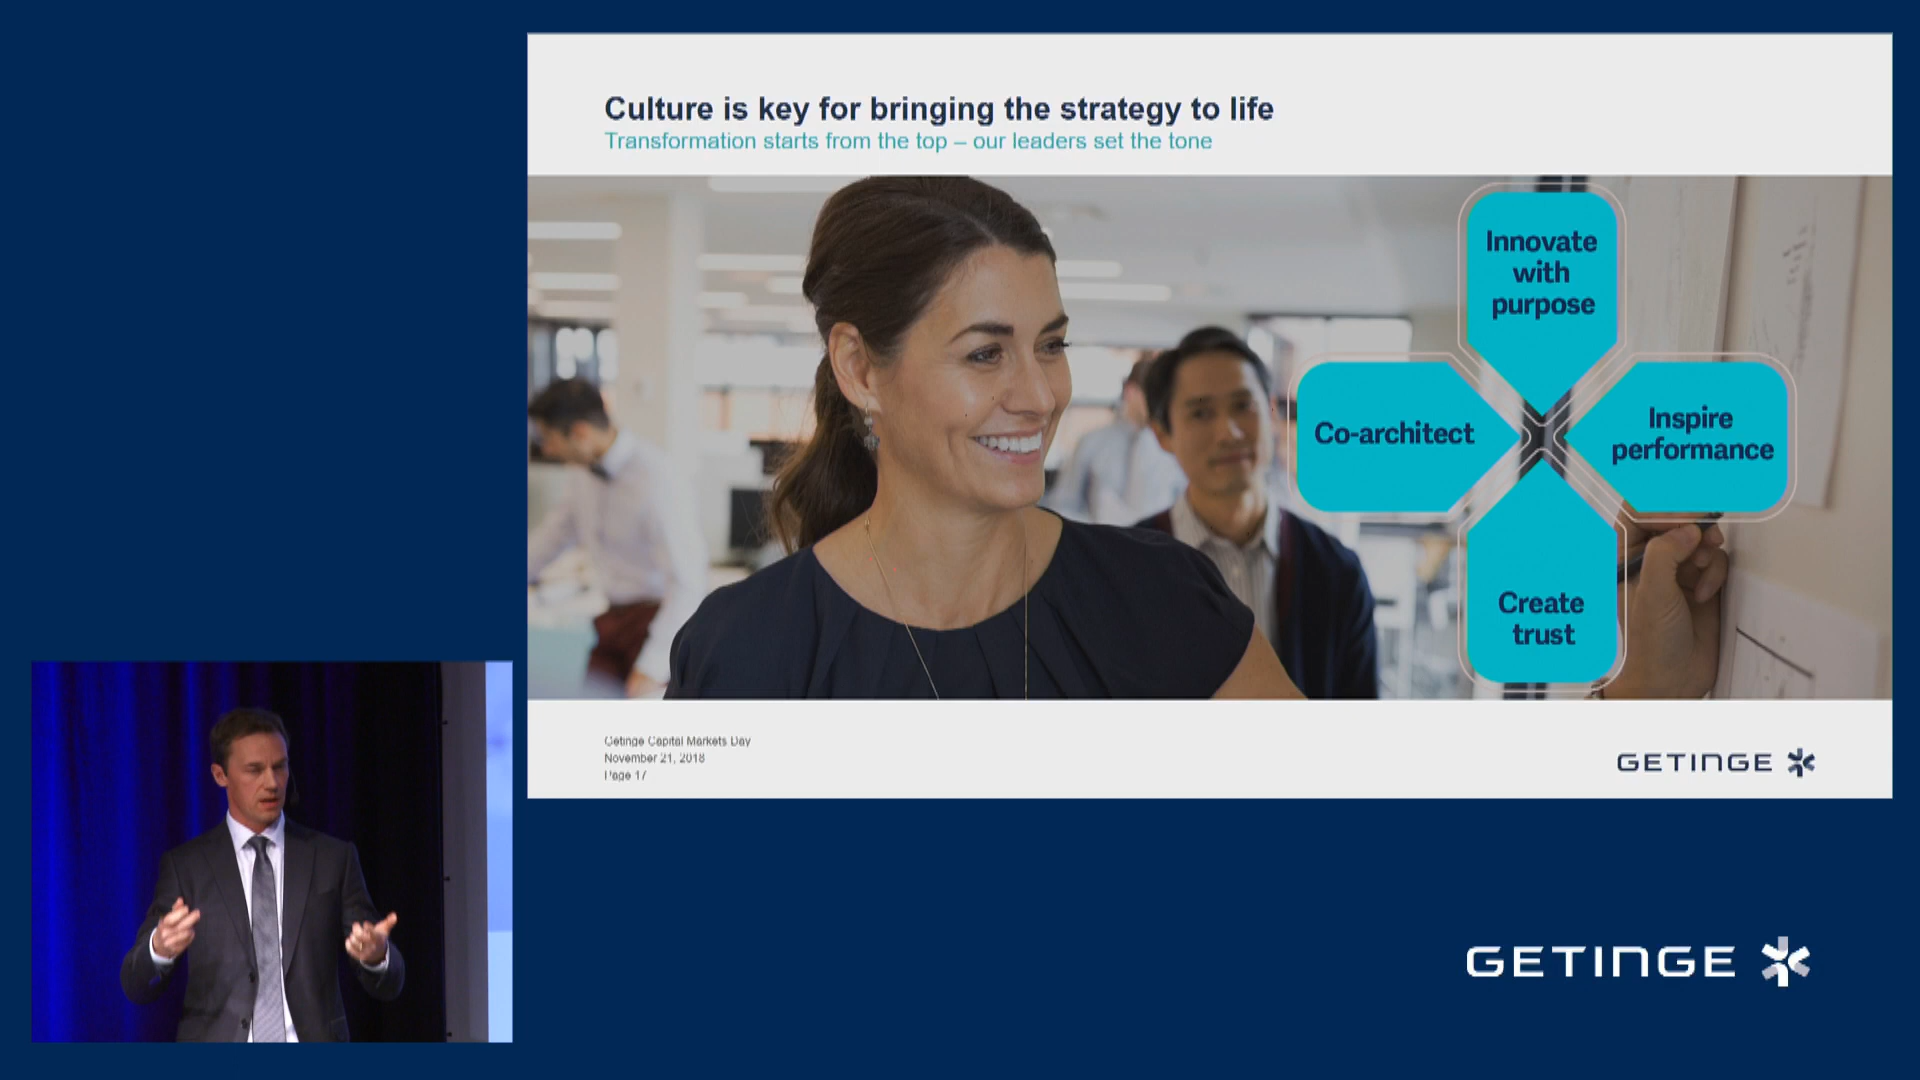 Culture is key for bringing the strategy to life
Transformation starts from the top – our leaders set the tone
Innovate
with
purpose
Co-architect
Inspire
performance
Create
trust
Getinge Capital Markets Day
November 21, 2018
Page 17
GETINGE
GETINGE